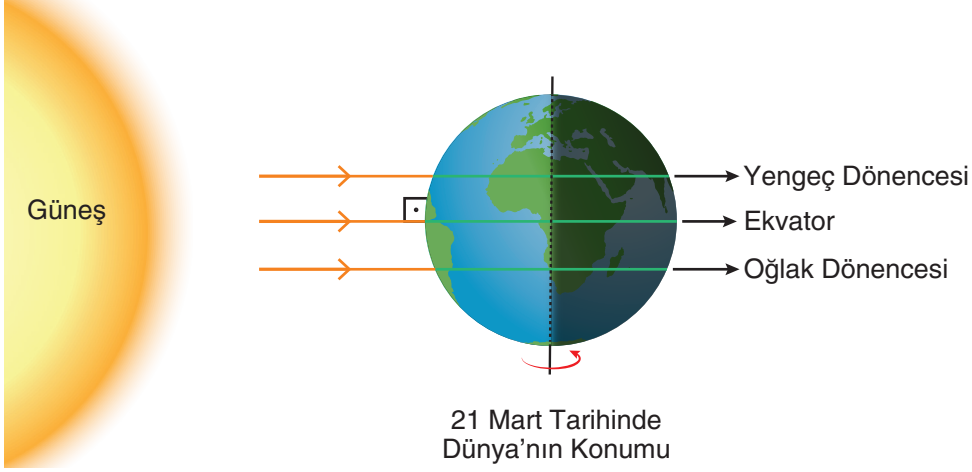 Güneş
Yengeç Dönencesi
Ekvator
Oğlak Dönencesi
21 Mart Tarihinde
Dünya’nın Konumu